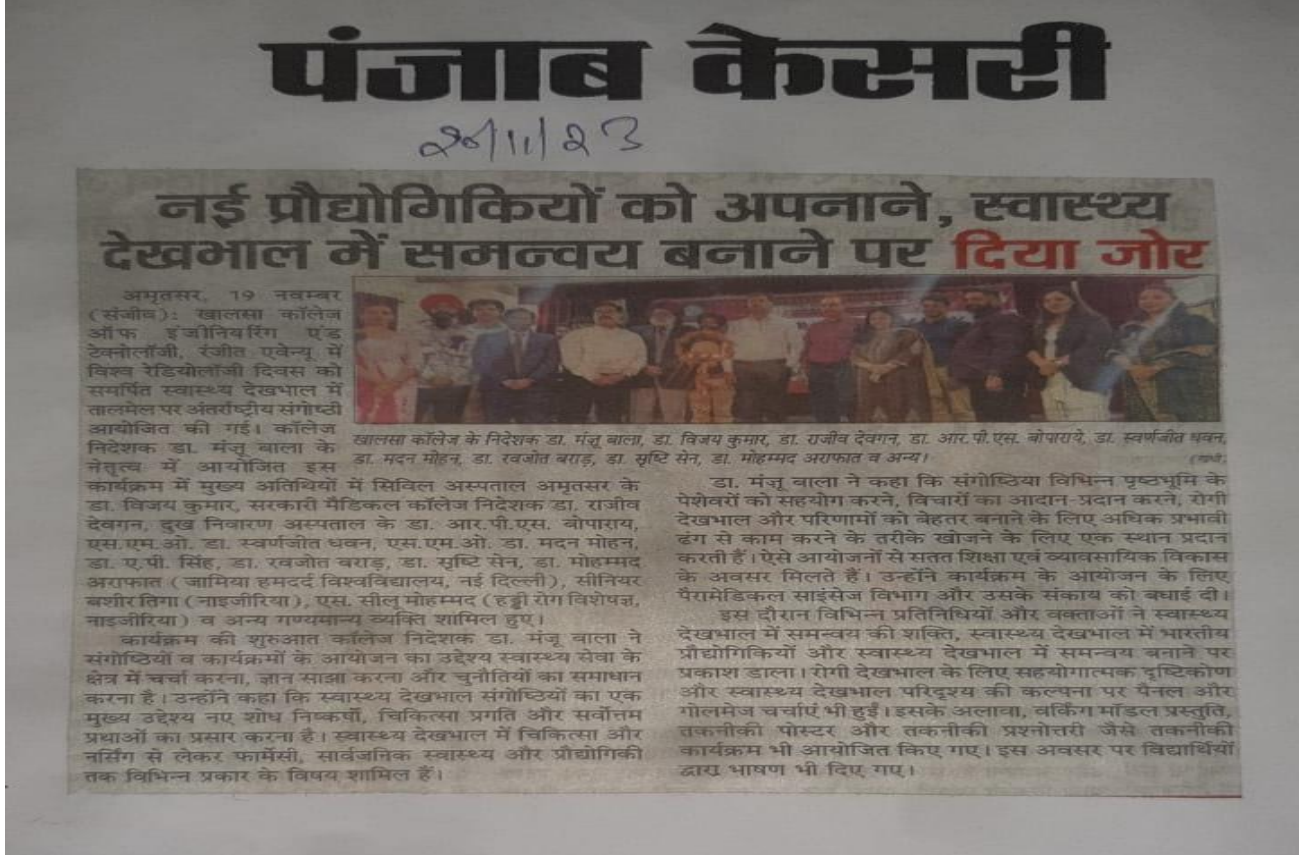 पंजाब केसरी
२०/11/२३
नई प्रौद्योगिकियों को अपनाने, स्वास्थ्य
देखभाल में समन्वय बनाने पर दिया जोर
अमृतसर, 19 नवम्बर
(संजीव): खालसा कॉलेज
ऑफ इंजीनियरिंग एंड
टेक्नोलॉजी, रंजीत एवेन्यू में
विश्व रेडियोलॉजी दिवस को
समर्पित स्वास्थ्य देखभाल में
तालमेल पर अंतर्राष्ट्रीय संगोष्ठी
आयोजित की गई। कॉलेज
निदेशक डा. मंजू बाला के
नेतृत्व में आयोजित इस
कार्यक्रम में मुख्य अतिथियों में सिविल अस्पताल अमृतसर के
डा. विजय कुमार, सरकारी मैडिकल कॉलेज निदेशक डा. राजीव
देवगन, दुख निवारण अस्पताल के डा. आर.पी.एस. बोपाराय,
एस.एम.ओ. डा. स्वर्णजीत धवन, एस.एम.ओ. डा. मदन मोहन,
डा. ए.पी. सिंह, डा. रवजोत बराड़, डा. सृष्टि सेन, डा. मोहम्मद
अराफात (जामिया हमदर्द विश्वविद्यालय, नई दिल्ली), सीनियर
बशीर तिगा (नाइजीरिया), एस. सीलू मोहम्मद (हड्डी रोग विशेषज्ञ,
नाइजीरिया) व अन्य गण्यमान्य व्यक्ति शामिल हुए।
कार्यक्रम की शुरुआत कॉलेज निदेशक डा. मंजू बाला ने
संगोष्ठियों व कार्यक्रमों के आयोजन का उद्देश्य स्वास्थ्य सेवा के
क्षेत्र में चर्चा करना, ज्ञान साझा करना और चुनौतियों का समाधान
करना है। उन्होंने कहा कि स्वास्थ्य देखभाल संगोष्ठियों का एक
मुख्य उद्देश्य नए शोध निष्कर्षों, चिकित्सा प्रगति और सर्वोत्तम
प्रथाओं का प्रसार करना है। स्वास्थ्य देखभाल में चिकित्सा और
नर्सिंग से लेकर फार्मेसी, सार्वजनिक स्वास्थ्य और प्रौद्योगिकी
तक विभिन्न प्रकार के विषय शामिल हैं।
खालसा कॉलेज के निदेशक डा. मंजू बाला, डा. विजय कुमार, डा. राजीव देवगन, डा. आर.पी.एस. बोपाराये, डा. स्वर्णजीत धवन,
डा. मदन मोहन, डा. रवजोत बराड़, डा. सृष्टि सेन, डा. मोहम्मद अराफात व अन्य।
डा. मंजू बाला ने कहा कि संगोष्ठिया विभिन्न पृष्ठभूमि के
पेशेवरों को सहयोग करने, विचारों का आदान-प्रदान करने, रोगी
देखभाल और परिणामों को बेहतर बनाने के लिए अधिक प्रभावी
ढंग से काम करने के तरीके खोजने के लिए एक स्थान प्रदान
करती हैं। ऐसे आयोजनों से सतत शिक्षा एवं व्यावसायिक विकास
के अवसर मिलते हैं। उन्होंने कार्यक्रम के आयोजन के लिए
पैरामेडिकल साइंसेज विभाग और उसके संकाय को बधाई दी।
इस दौरान विभिन्न प्रतिनिधियों और वक्ताओं ने स्वास्थ्य
देखभाल में समन्वय की शक्ति, स्वास्थ्य देखभाल में भारतीय
प्रौद्योगिकियों और स्वास्थ्य देखभाल में समन्वय बनाने पर
प्रकाश डाला। रोगी देखभाल के लिए सहयोगात्मक दृष्टिकोण
और स्वास्थ्य देखभाल परिदृश्य की कल्पना पर पैनल और
गोलमेज चर्चाएं भी हुईं। इसके अलावा, वर्किंग मॉडल प्रस्तुति,
तकनीकी पोस्टर और तकनीकी प्रश्नोत्तरी जैसे तकनीकी
कार्यक्रम भी आयोजित किए गए। इस अवसर पर विद्यार्थियों
द्वारा भाषण भी दिए गए।